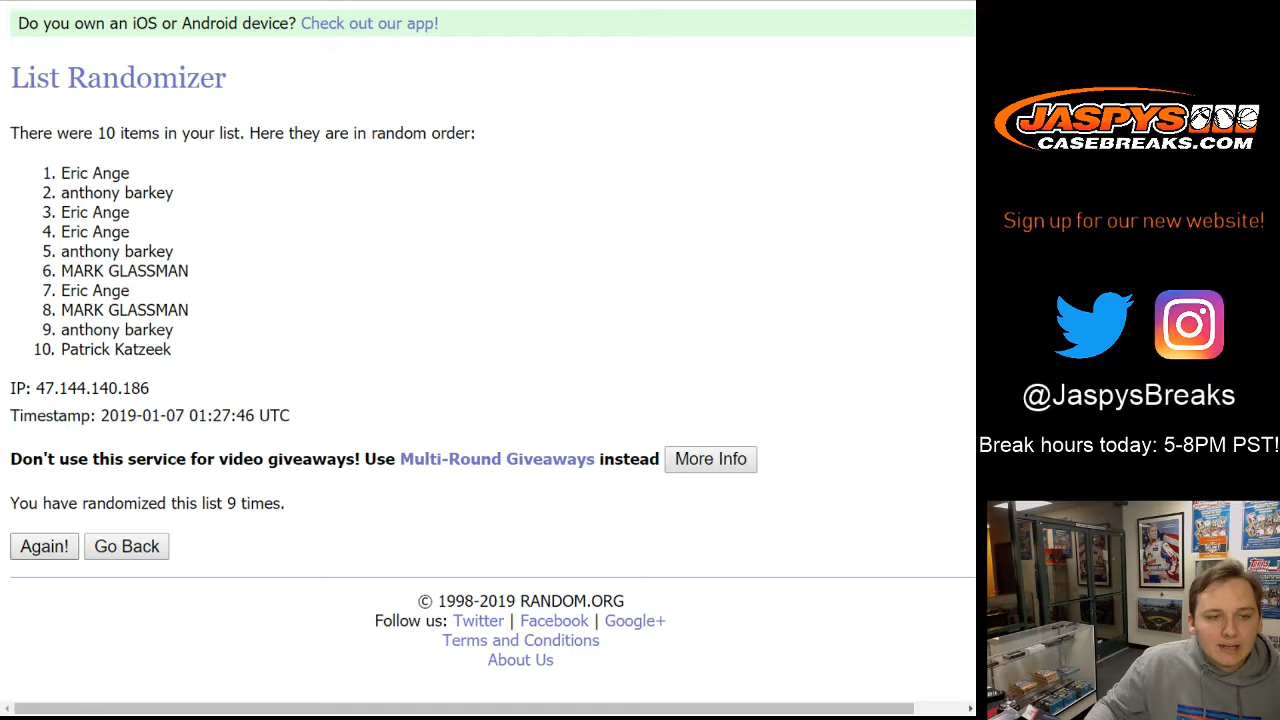 Do you own an iOS or Android device? Check out our app!
List Randomizer
There were 10 items in your list. Here they are in random order:
1. Eric Ange
2. anthony barkey
3. Eric Ange
4. Eric Ange
5. anthony barkey
6. MARK GLASSMAN
7. Eric Ange
8. MARK GLASSMAN
9. anthony barkey
10. Patrick Katzeek
IP: 47.144.140.186
Timestamp: 2019-01-07 01:27:46 UTC
Don't use this service for video giveaways! Use Multi-Round Giveaways instead More Info
You have randomized this list 9 times.
Again! Go Back
© 1998-2019 RANDOM.ORG
Follow us: Twitter | Facebook | Google+
Terms and Conditions
About Us
JASPYS
CASEBREAKS.COM
Sign up for our new website!
@JaspysBreaks
Break hours today: 5-8PM PST!